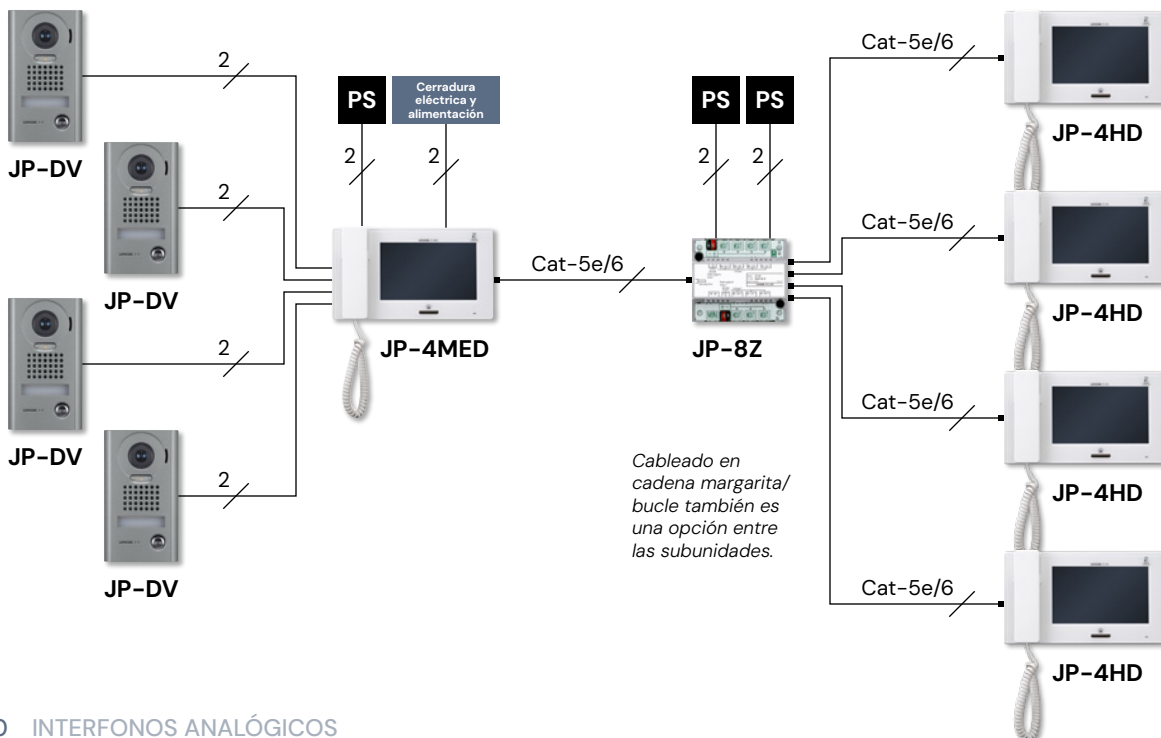 2
JP-DV
2
JP-DV
2
JP-DV
2
JP-DV
PS
Cerradura
eléctrica y
alimentación
2
2
JP-4MED
Cat-5e/6
PS
PS
2
2
JP-8Z
Cableado en
cadena margarita/
bucle también es
una opción entre
las subunidades.
Cat-5e/6
JP-4HD
Cat-5e/6
JP-4HD
Cat-5e/6
JP-4HD
Cat-5e/6
JP-4HD
INTERFONOS ANALÓGICOS